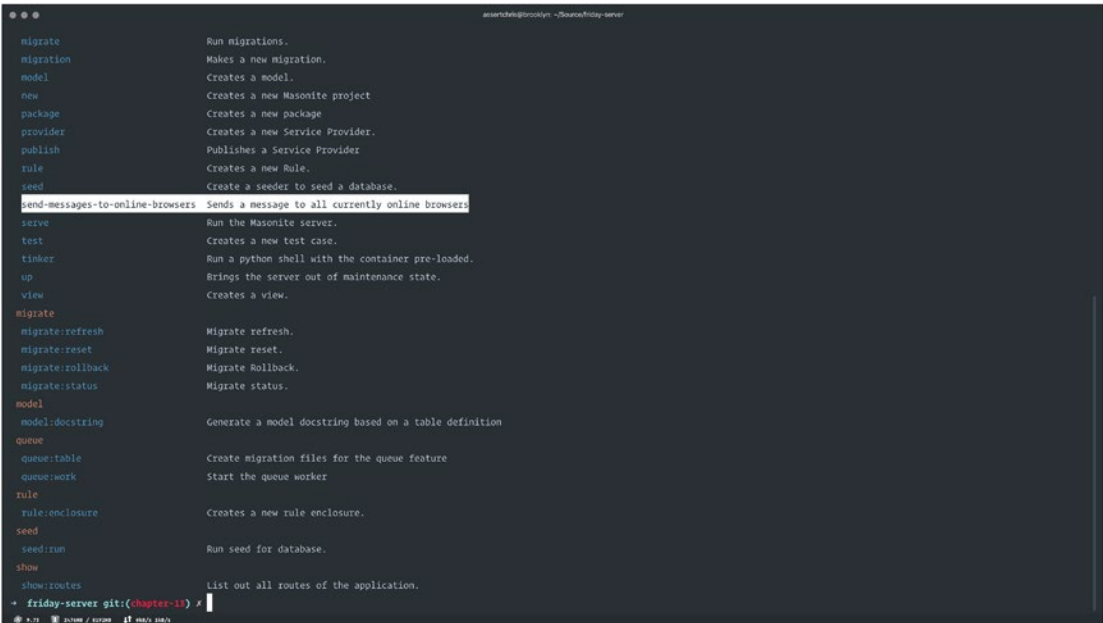 assertchris@brooklyn: ~/Source/friday-server
migrate Run migrations.
migration Makes a new migration.
model Creates a model.
new Creates a new Masonite project
package Creates a new package
provider Creates a new Service Provider.
publish Publishes a Service Provider
rule Creates a new Rule.
seed Create a seeder to seed a database.
send-messages-to-online-browsers Sends a message to all currently online browsers
serve Run the Masonite server.
test Creates a new test case.
tinker Run a python shell with the container pre-loaded.
up Brings the server out of maintenance state.
view Creates a view.
migrate
migrate:refresh Migrate refresh.
migrate:reset Migrate reset.
migrate:rollback Migrate Rollback.
migrate:status Migrate status.
model
model:docstring Generate a model docstring based on a table definition
queue
queue:table Create migration files for the queue feature
queue:work Start the queue worker
rule
rule:enclosure Creates a new rule enclosure.
seed
seed:run Run seed for database.
show
show:routes List out all routes of the application.
→ friday-server git:(chapter-13) ✗